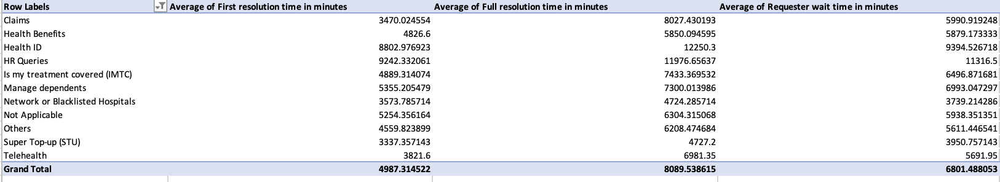 Row Labels Average of First resolution time in minutes Average of Full resolution time in minutes Average of Requester wait time in minutes
Claims 3470.024554 8027.430193 5990.919248
Health Benefits 4826.6 5850.094595 5879.173333
Health ID 8802.976923 12250.3 9394.526718
HR Queries 9242.332061 11976.65637 11316.5
Is my treatment covered (IMTC) 4889.314074 7433.369532 6496.871681
Manage dependents 5355.205479 7300.013986 6993.047297
Network or Blacklisted Hospitals 3573.785714 4724.285714 3739.214286
Not Applicable 5254.356164 6304.315068 5938.351351
Others 4559.823899 6208.474684 5611.446541
Super Top-up (STU) 3337.357143 4727.2 3950.757143
Telehealth 3821.6 6981.35 5691.95
Grand Total 4987.314522 8089.538615 6801.488053